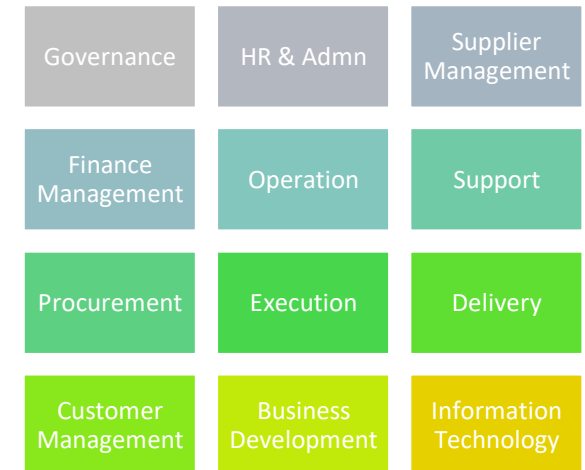 Governance
HR & Admn
Supplier
Management
Finance
Management
Operation
Support
Procurement
Execution
Delivery
Customer
Management
Business
Development
Information
Technology